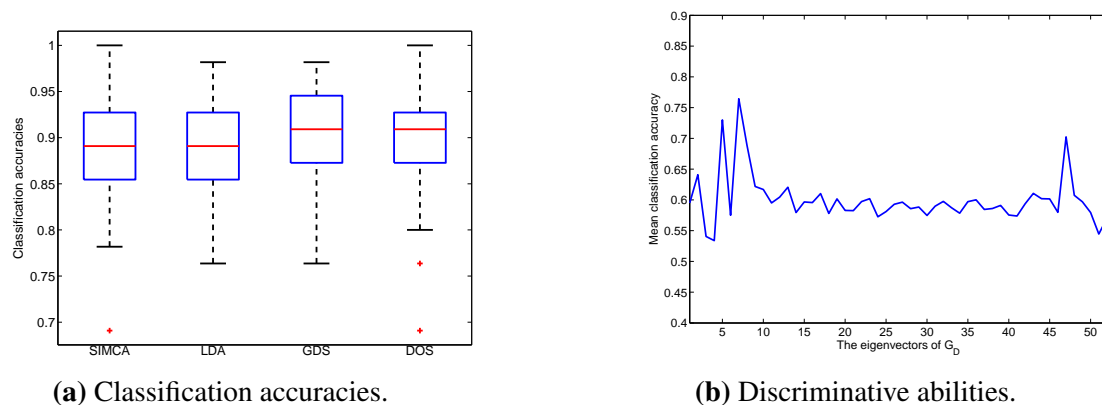 1
0.95
0.9
0.85
0.8
0.75
0.7
Classification accuracies
SIMCA LDA GDS DOS
(a) Classification accuracies.
0.9
0.85
0.8
0.75
0.7
0.65
0.6
0.55
0.5
0.45
0.4
Mean classification accuracy
5 10 15 20 25 30 35 40 45 50
The eigenvectors of G_D
(b) Discriminative abilities.